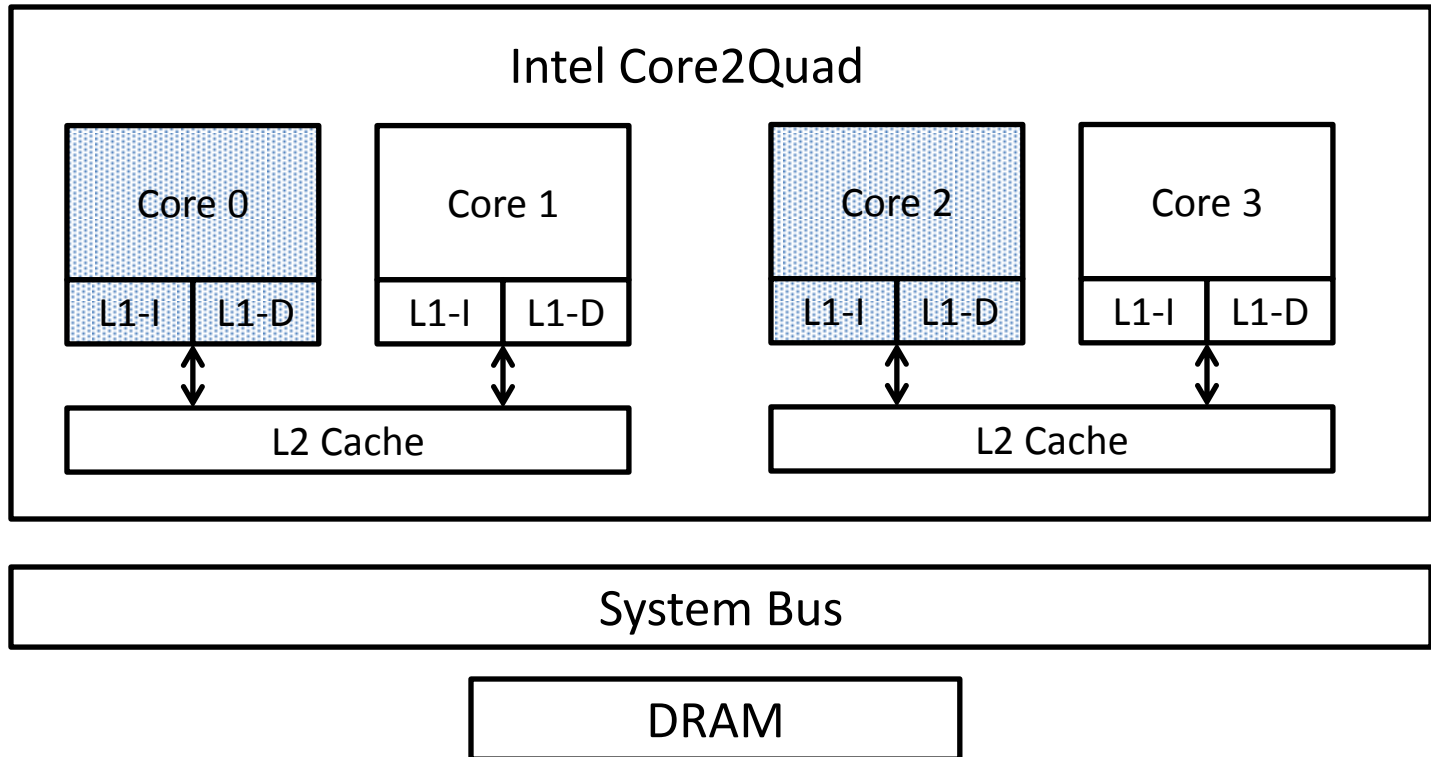 Intel Core2Quad
Core 0
Core 1
Core 2
Core 3
L1-I L1-D
L1-I L1-D
L1-I L1-D
L1-I L1-D
L2 Cache
L2 Cache
System Bus
DRAM